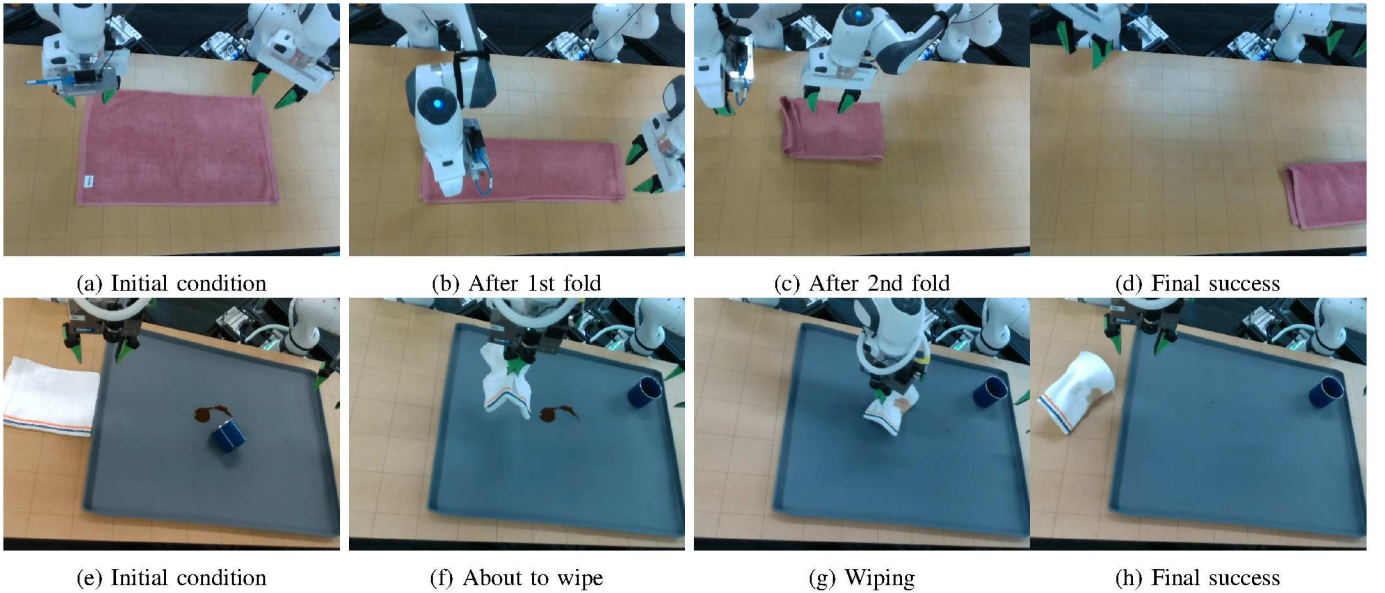 (a) Initial condition
(b) After 1st fold
(c) After 2nd fold
(d) Final success
(e) Initial condition
(f) About to wipe
(g) Wiping
(h) Final success